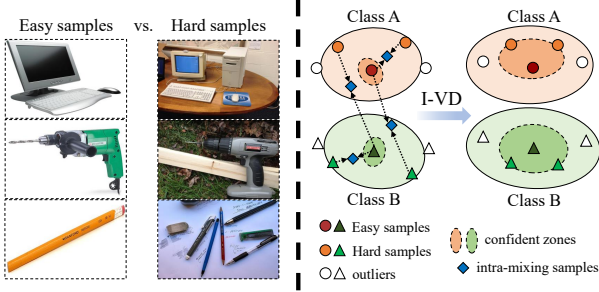 Easy samples vs. Hard samples
Class A
Class A
I-VD
Class B
Class B
Easy samples
Hard samples
outliers
confident zones
intra-mixing samples